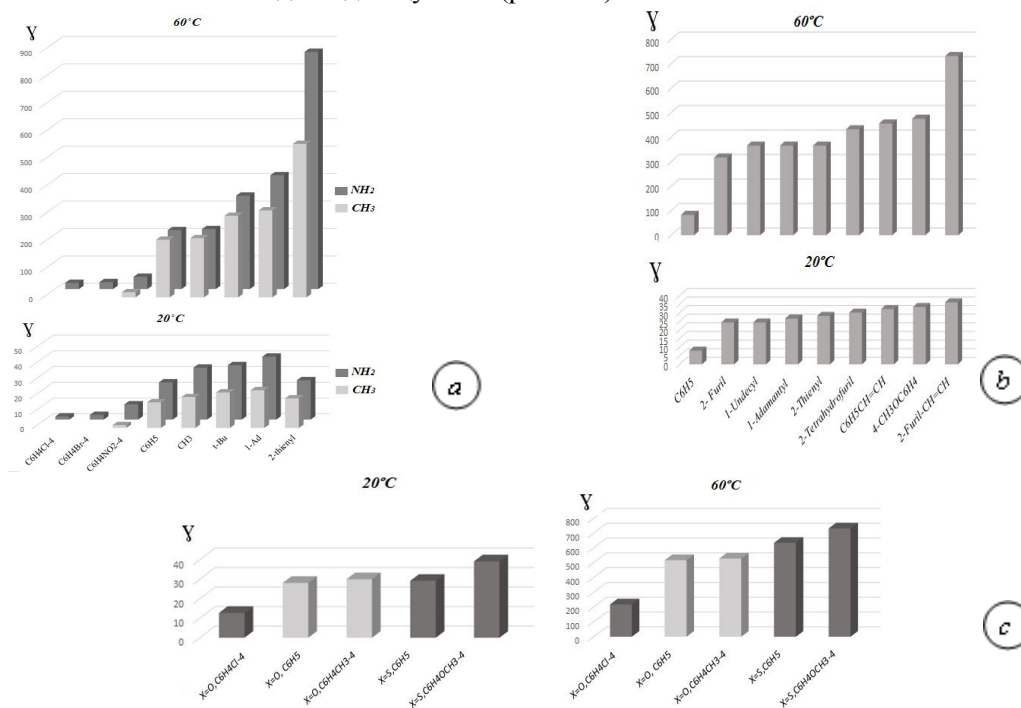 60°C
Ɣ
900
800
700
600
500
400
300
200
100
0
NH2
CH3
20°C
Ɣ
50
40
30
20
10
0
NH2
CH3
C6H4Cl-4
C6H4Br-4
C6H4NO2-4
C6H5
CH3
t-Bu
1-Ad
2-thienyl
a
60°C
Ɣ
800
700
600
500
400
300
200
100
0
20°C
Ɣ
40
35
30
25
20
15
10
5
0
C6H5
2- Furil
1-Undecyl
1-Adamantyl
2-Thienyl
2-Tetrahydrofuril
C6H5CH=CH
4-CH3OC6H4
2-Furil-CH=CH
b
20°C
Ɣ
40
30
20
10
0
X=O,C6H4Cl-4
X=O, C6H5
X=O,C6H4CH3-4
X=S,C6H5
X=S,C6H4OCH3-4
60°C
Ɣ
800
700
600
500
400
300
200
100
0
X=O,C6H4Cl-4
X=O, C6H5
X=O,C6H4CH3-4
X=S,C6H5
X=S,C6H4OCH3-4
c